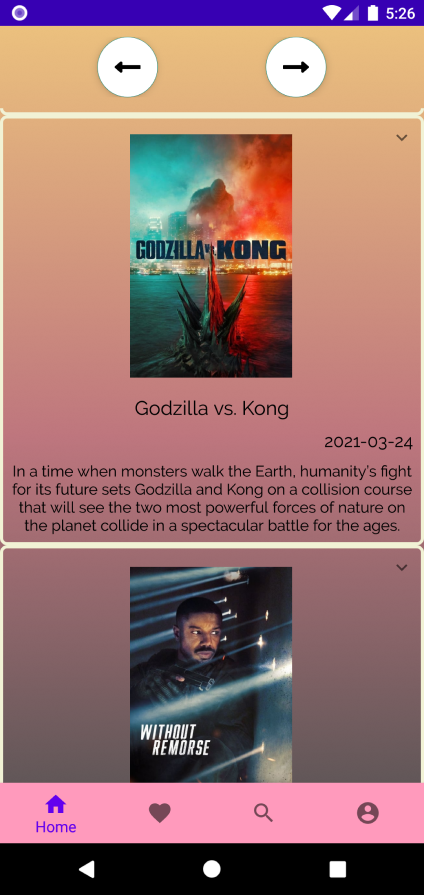 5:26
GODZILLA vs. KONG
Godzilla vs. Kong
2021-03-24
In a time when monsters walk the Earth, humanity's fight
for its future sets Godzilla and Kong on a collision course
that will see the two most powerful forces of nature on
the planet collide in a spectacular battle for the ages.
WITHOUT
REMORSE
Home